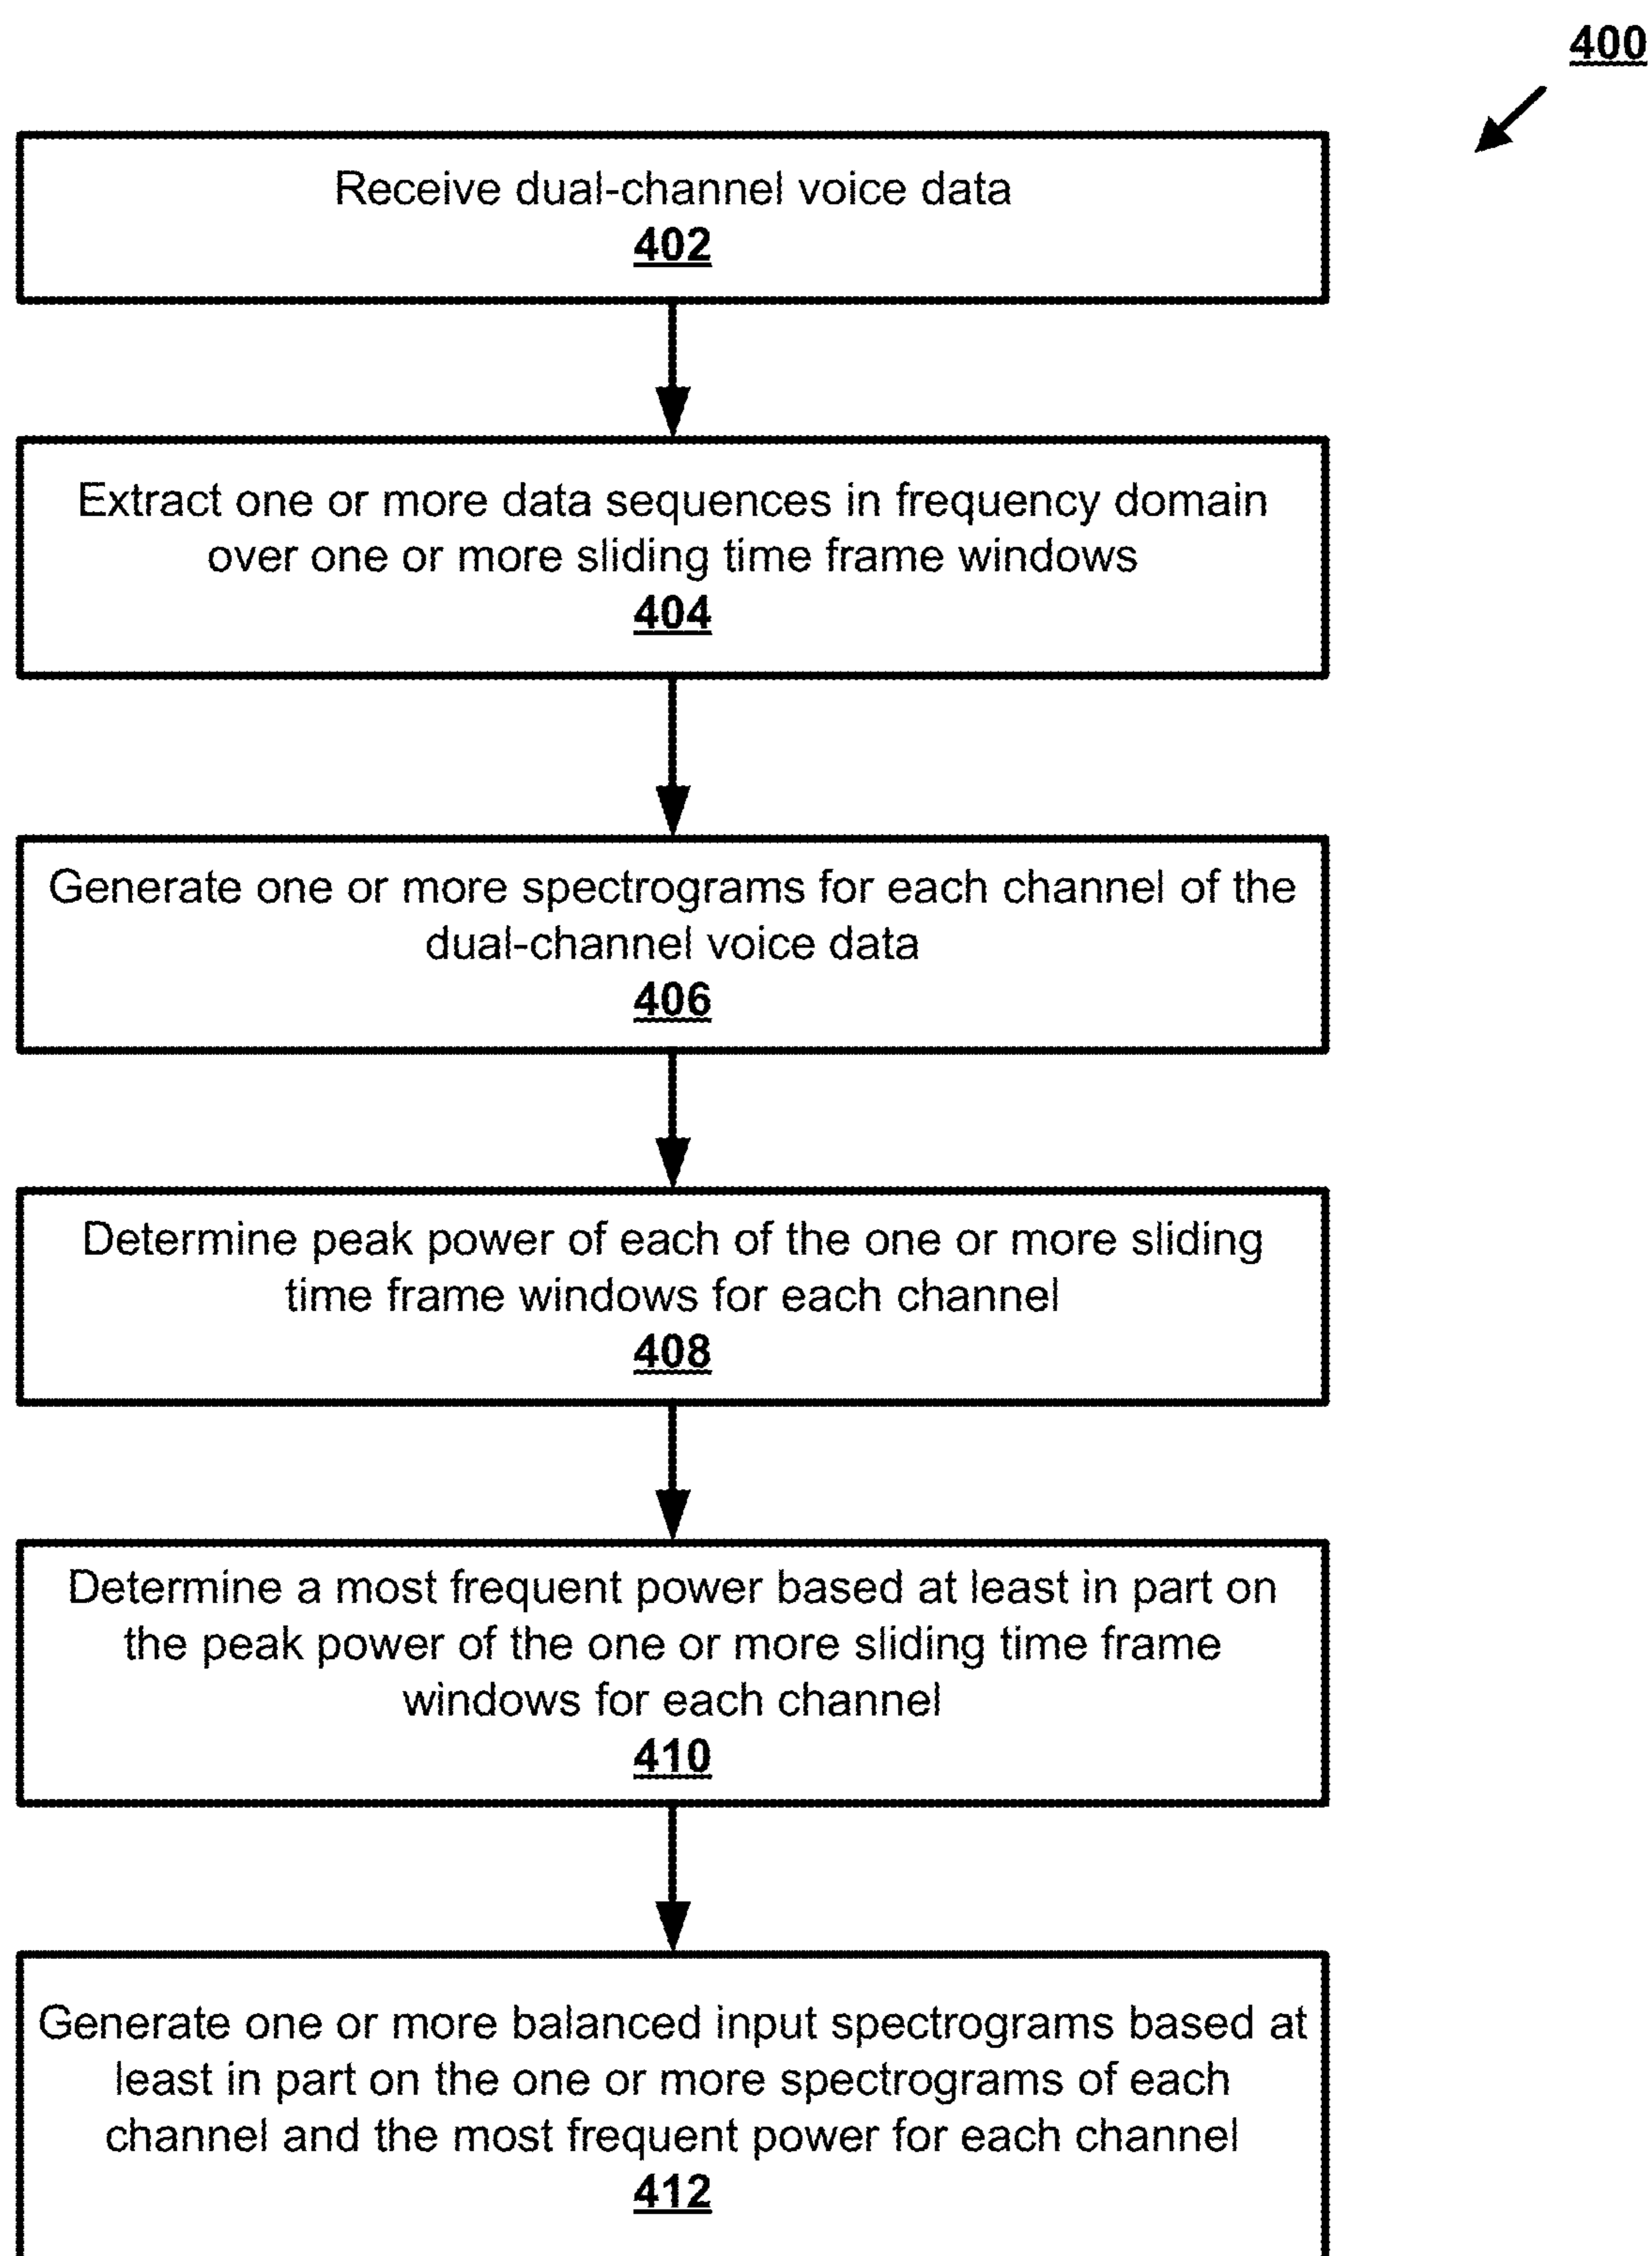 400
Receive dual-channel voice data
402
Extract one or more data sequences in frequency domain
over one or more sliding time frame windows
404
Generate one or more spectrograms for each channel of the
dual-channel voice data
406
Determine peak power of each of the one or more sliding
time frame windows for each channel
408
Determine a most frequent power based at least in part on
the peak power of the one or more sliding time frame
windows for each channel
410
Generate one or more balanced input spectrograms based at
least in part on the one or more spectrograms of each
channel and the most frequent power for each channel
412